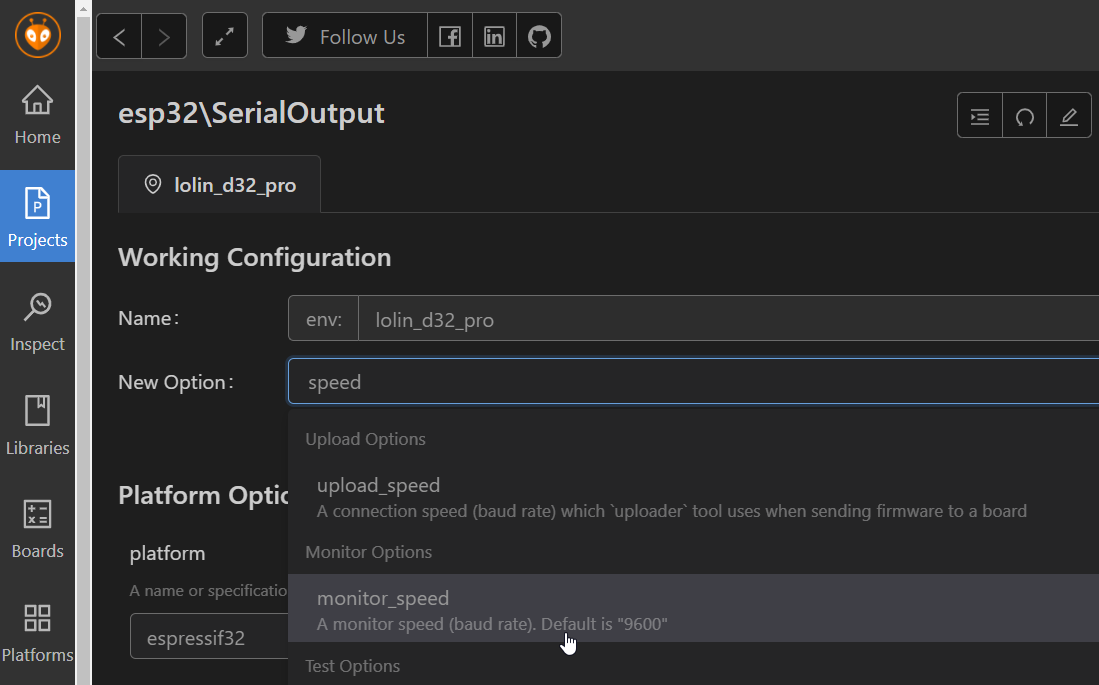 Follow Us
esp32\SerialOutput
Home
lolin_d32_pro
Projects
Working Configuration
Name:
env:
lolin_d32_pro
Inspect
New Option:
speed
Upload Options
Libraries
upload_speed
Platform Optio
A connection speed (baud rate) which `uploader` tool uses when sending firmware to a board
Boards
platform
Monitor Options
monitor_speed
A name or specificatio
A monitor speed (baud rate). Default is "9600"
espressif32
Platforms
Test Options